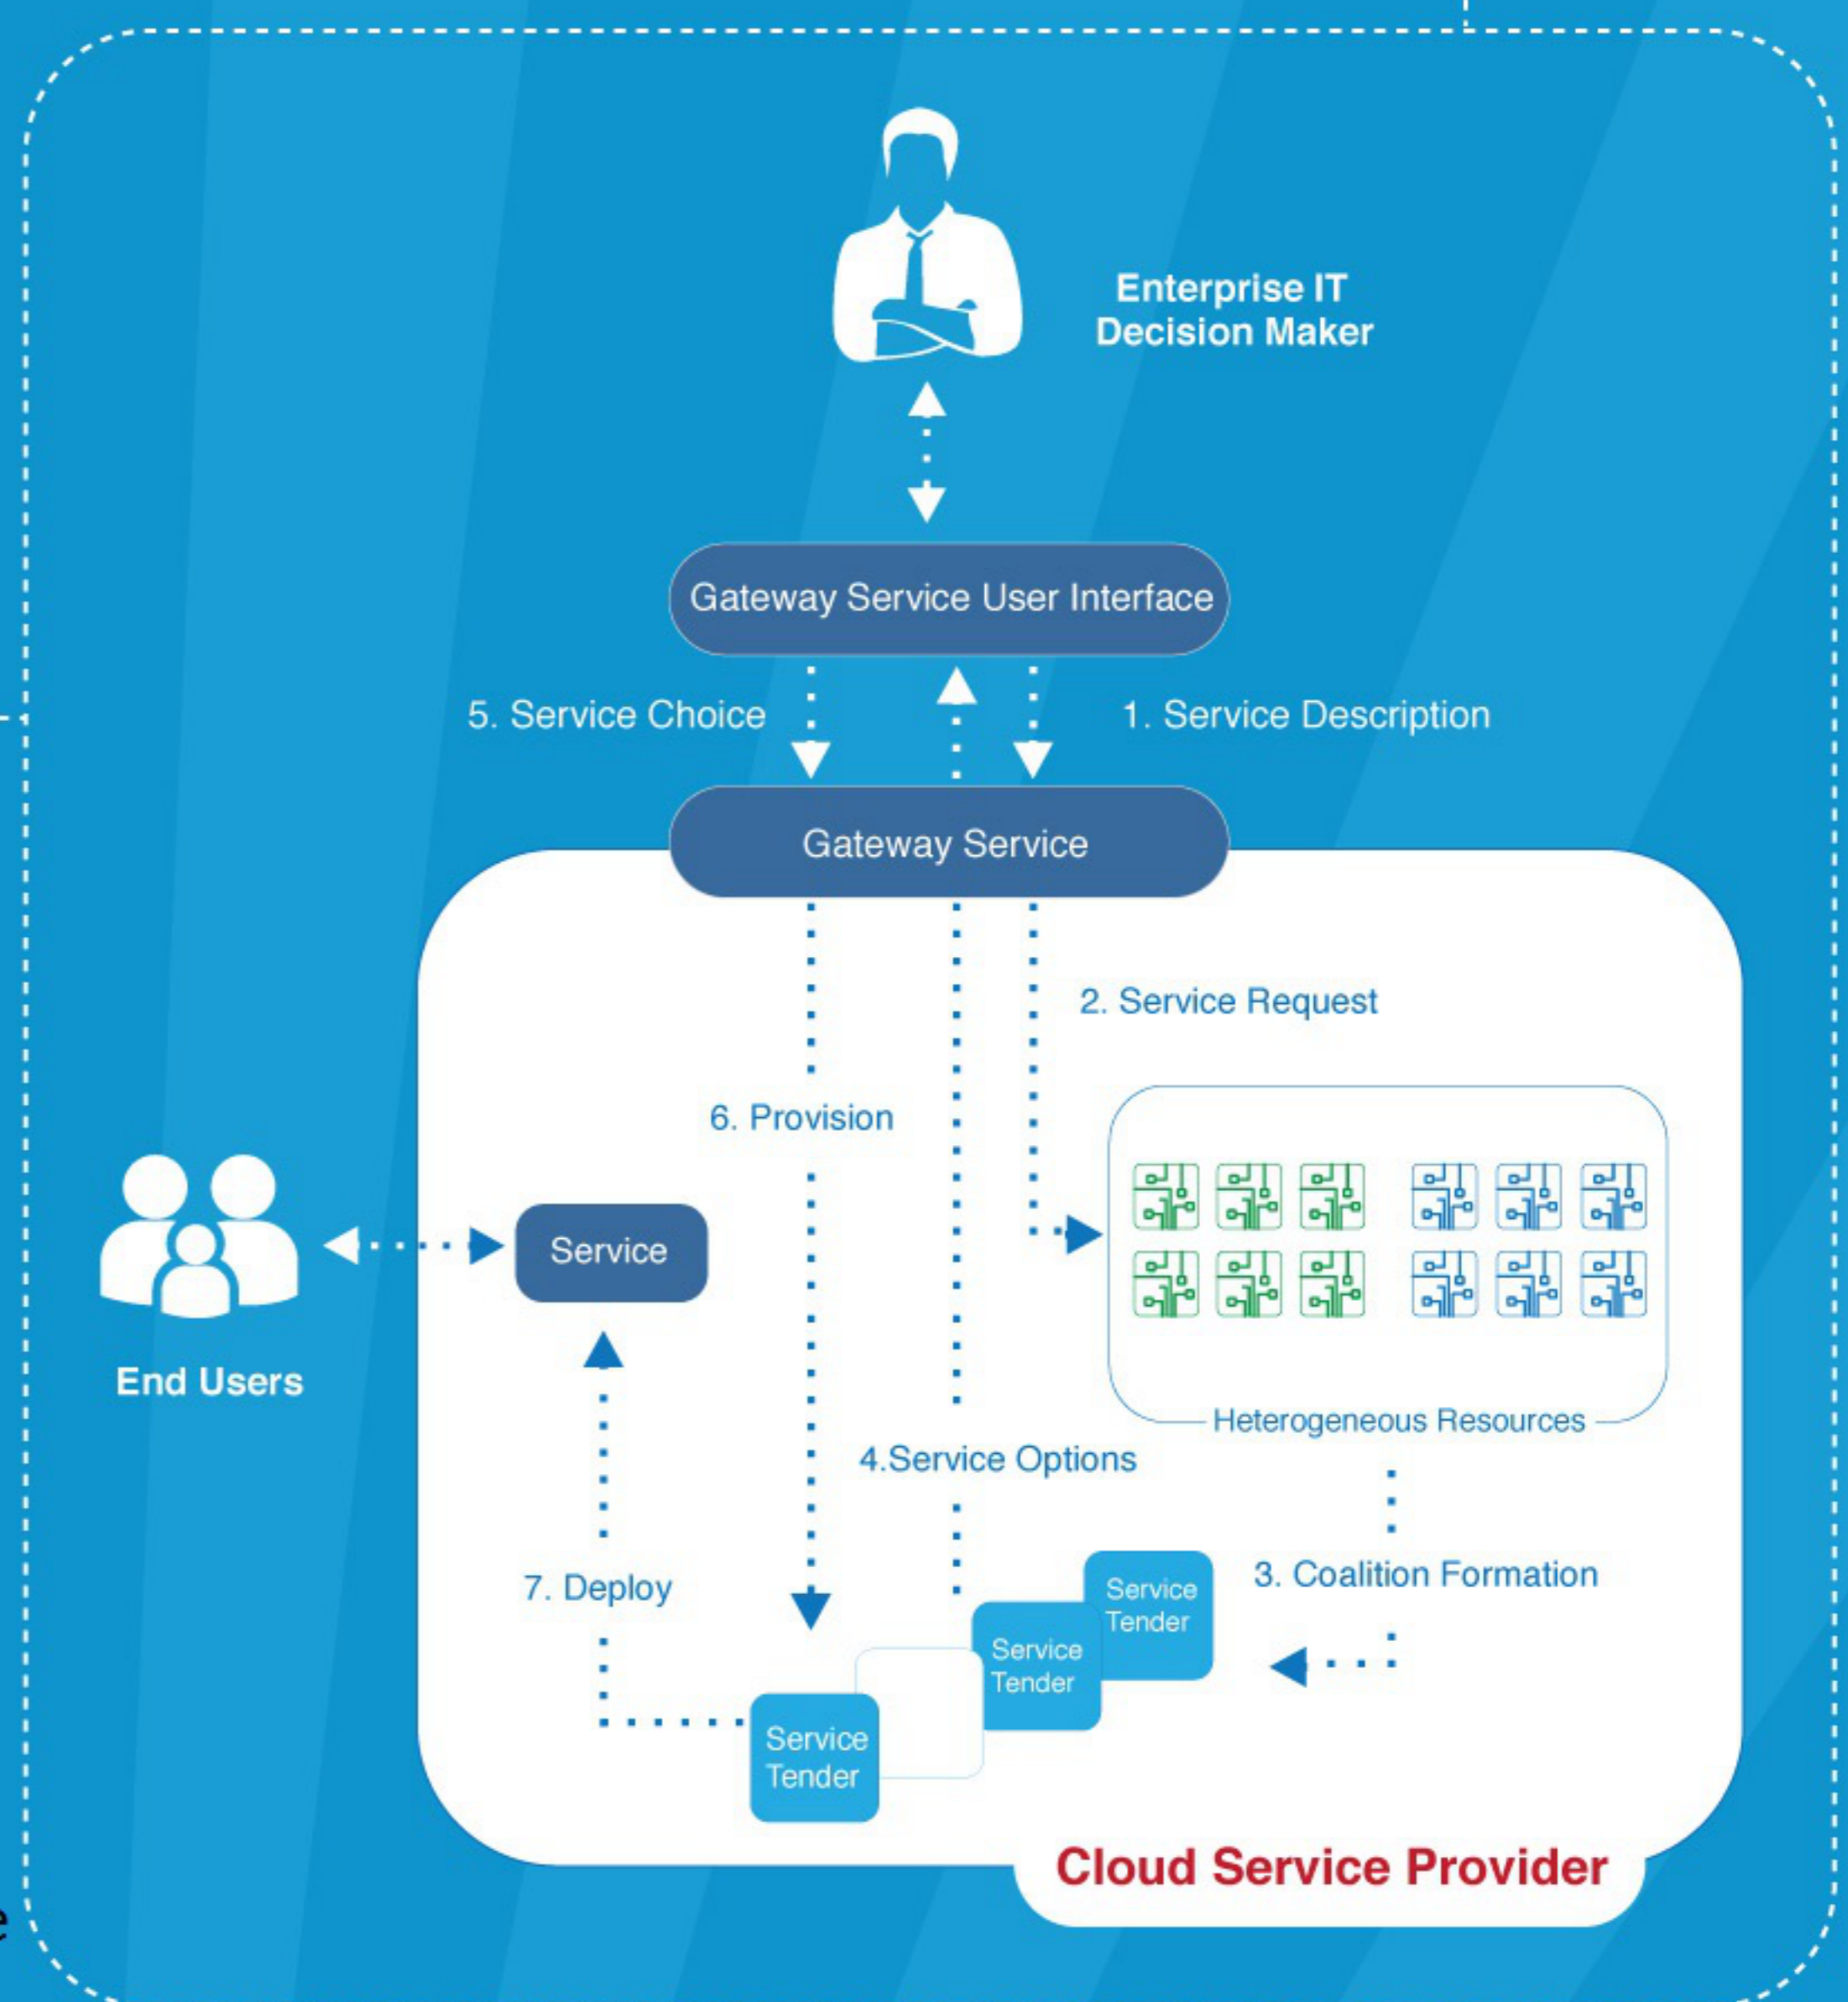 Enterprise IT
Decision Maker
Gateway Service User Interface
5. Service Choice
1. Service Description
Gateway Service
2. Service Request
6. Provision
Service
End Users
Heterogeneous Resources
4.Service Options
3. Coalition Formation
7. Deploy
Service
Tender
Service
Tender
Service
Tender
Cloud Service Provider